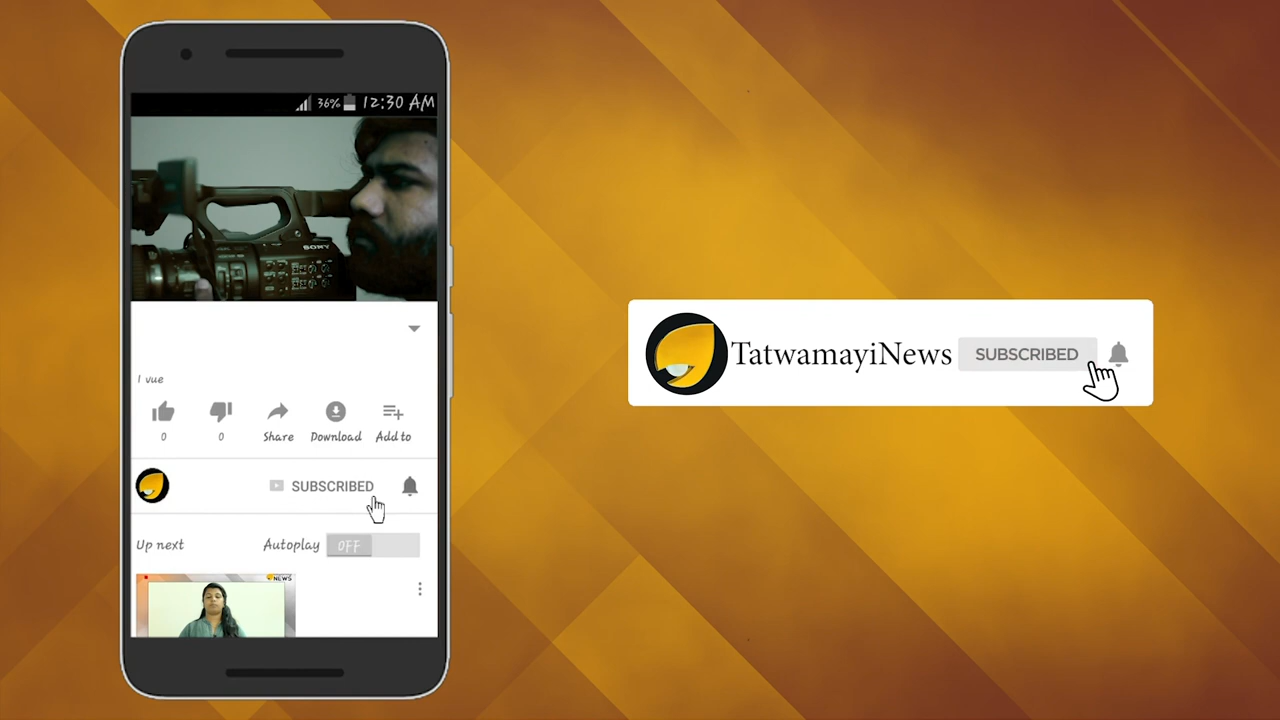 36% 12:30 AM
SONY
1 vue
0 0 Share Download Add to
SUBSCRIBED
Up next Autoplay OFF
NEWS
TatwamayiNews SUBSCRIBED